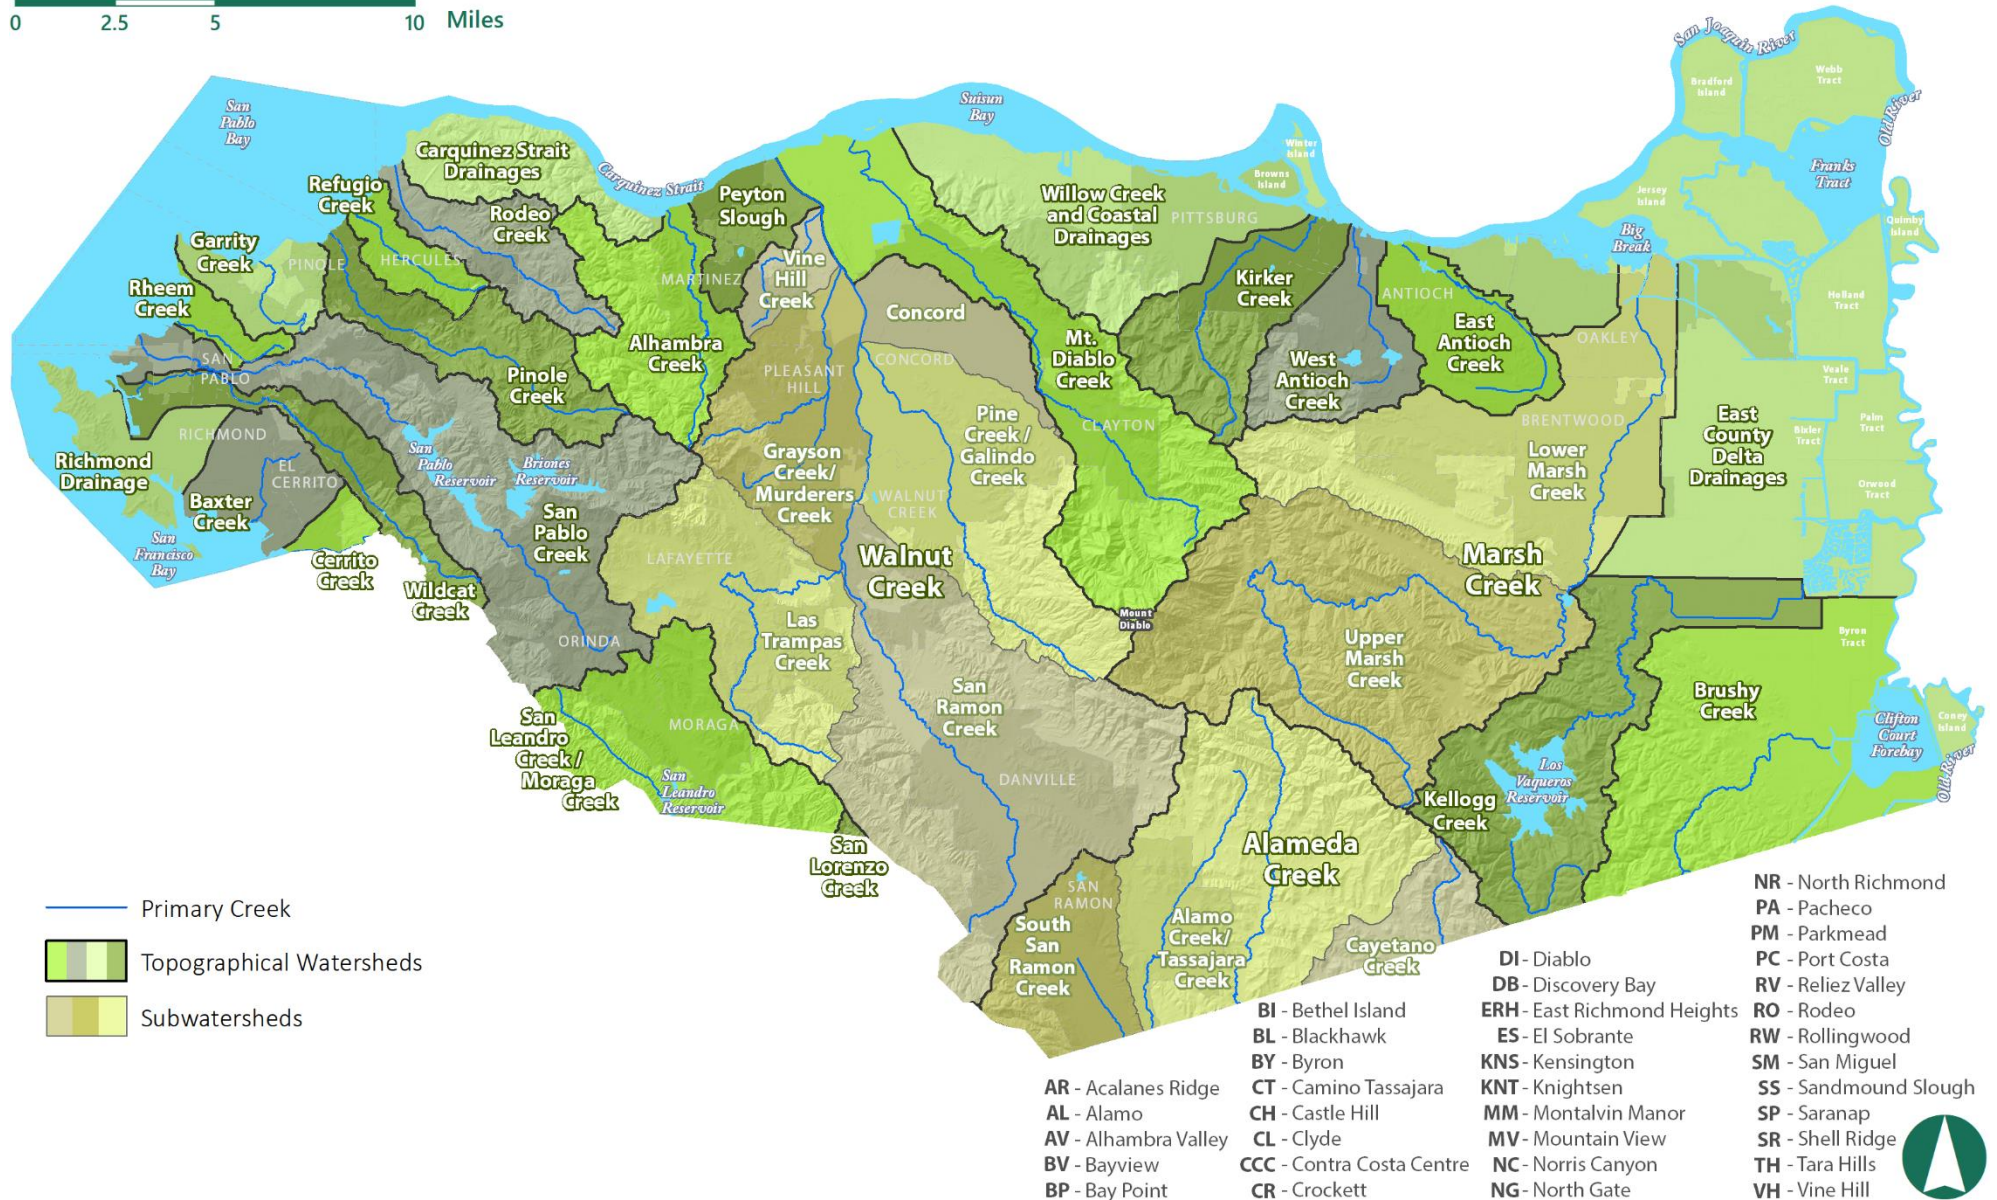 0 2.5 5 10 Miles
San Joaquin River
Bradford
Island
Webb
Tract
Old River
San
Pablo
Bay
Suisun
Bay
Carquinez Strait
Drainages
Carquinez Strait
Winter
Island
Browns
Island
Franks
Tract
Jersey
Island
Quimby
Island
Big
Break
Refugio
Creek
Rodeo
Creek
Peyton
Slough
Willow Creek
and Coastal
Drainages
PITTSBURG
Garrity
Creek
PINOLE
HERCULES
MARTINEZ
Vine
Hill
Creek
Kirker
Creek
ANTIOCH
Holland
Tract
Rheem
Creek
Concord
East
Antioch
Creek
OAKLEY
Alhambra
Creek
Mt.
Diablo
Creek
West
Antioch
Creek
SAN
PABLO
Pinole
Creek
PLEASANT
HILL
CONCORD
Veale
Tract
RICHMOND
Pine
Creek /
Galindo
Creek
CLAYTON
BRENTWOOD
East
County
Delta
Drainages
Palm
Tract
Bixler
Tract
Richmond
Drainage
EL
CERRITO
San
Pablo
Reservoir
Briones
Reservoir
Grayson
Creek/
Murderers
Creek
Lower
Marsh
Creek
Orwood
Tract
Baxter
Creek
San
Pablo
Creek
WALNUT
CREEK
San
Francisco
Bay
Cerrito
Creek
Wildcat
Creek
LAFAYETTE
Walnut
Creek
Marsh
Creek
ORINDA
Las
Trampas
Creek
Mount
Diablo
Upper
Marsh
Creek
Byron
Tract
San
Leandro
Creek /
Moraga
Creek
MORAGA
San
Ramon
Creek
Brushy
Creek
Clifton
Court
Forebay
Coney
Island
Old River
San
Leandro
Reservoir
DANVILLE
Los
Vaqueros
Reservoir
Kellogg
Creek
San
Lorenzo
Creek
Alameda
Creek
SAN
RAMON
South
San
Ramon
Creek
Alamo
Creek/
Tassajara
Creek
Cayetano
Creek
Primary Creek
Topographical Watersheds
Subwatersheds
AR - Acalanes Ridge
AL - Alamo
AV - Alhambra Valley
BV - Bayview
BP - Bay Point
BI - Bethel Island
BL - Blackhawk
BY - Byron
CT - Camino Tassajara
CH - Castle Hill
CL - Clyde
CCC - Contra Costa Centre
CR - Crockett
DI - Diablo
DB - Discovery Bay
ERH - East Richmond Heights
ES - El Sobrante
KNS - Kensington
KNT - Knightsen
MM - Montalvin Manor
MV - Mountain View
NC - Norris Canyon
NG - North Gate
NR - North Richmond
PA - Pacheco
PM - Parkmead
PC - Port Costa
RV - Reliez Valley
RO - Rodeo
RW - Rollingwood
SM - San Miguel
SS - Sandmound Slough
SP - Saranap
SR - Shell Ridge
TH - Tara Hills
VH - Vine Hill